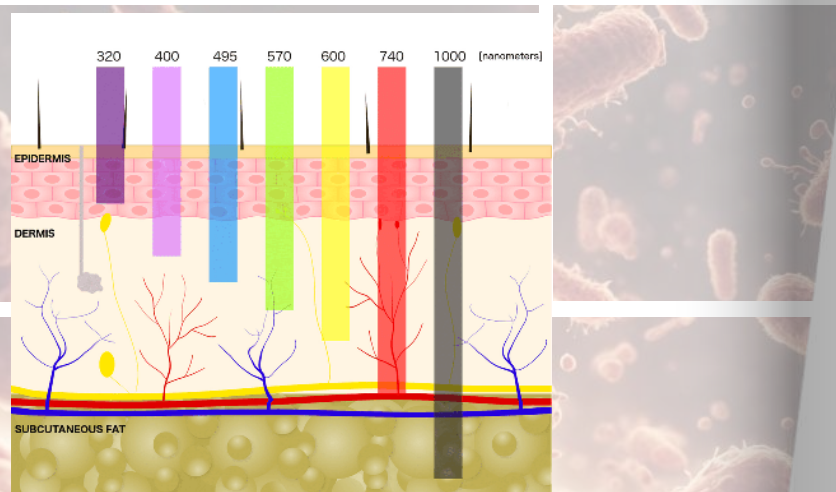 320 400 495 570 600 740 1000 [nanometers]
EPIDERMIS
DERMIS
SUBCUTANEOUS FAT